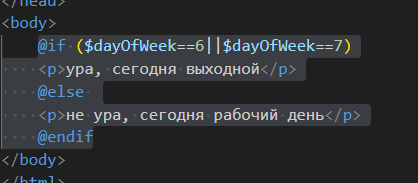 </head>
<body>
@if ($dayOfWeek==6||$dayOfWeek==7)
<p>ура, сегодня выходной</p>
@else
<p>не ура, сегодня рабочий день</p>
@endif
</body>
</html>